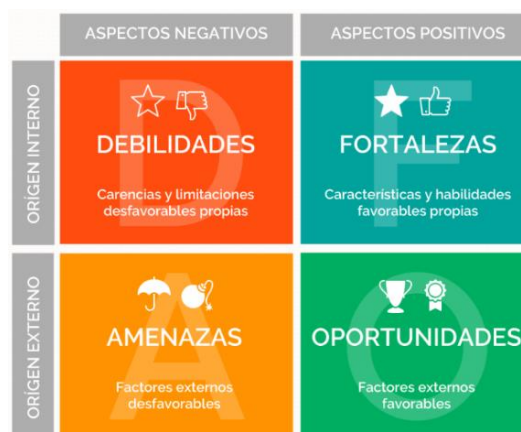 ASPECTOS NEGATIVOS
ASPECTOS POSITIVOS
ORÍGEN INTERNO
D
DEBILIDADES
Carencias y limitaciones
desfavorables propias
F
FORTALEZAS
Características y habilidades
favorables propias
ORÍGEN EXTERNO
A
AMENAZAS
Factores externos
desfavorables
O
OPORTUNIDADES
Factores externos
favorables